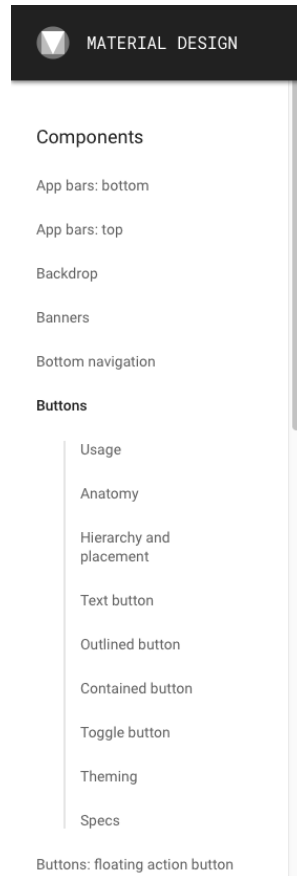 MATERIAL DESIGN
Components
App bars: bottom
App bars: top
Backdrop
Banners
Bottom navigation
Buttons
Usage
Anatomy
Hierarchy and
placement
Text button
Outlined button
Contained button
Toggle button
Theming
Specs
Buttons: floating action button